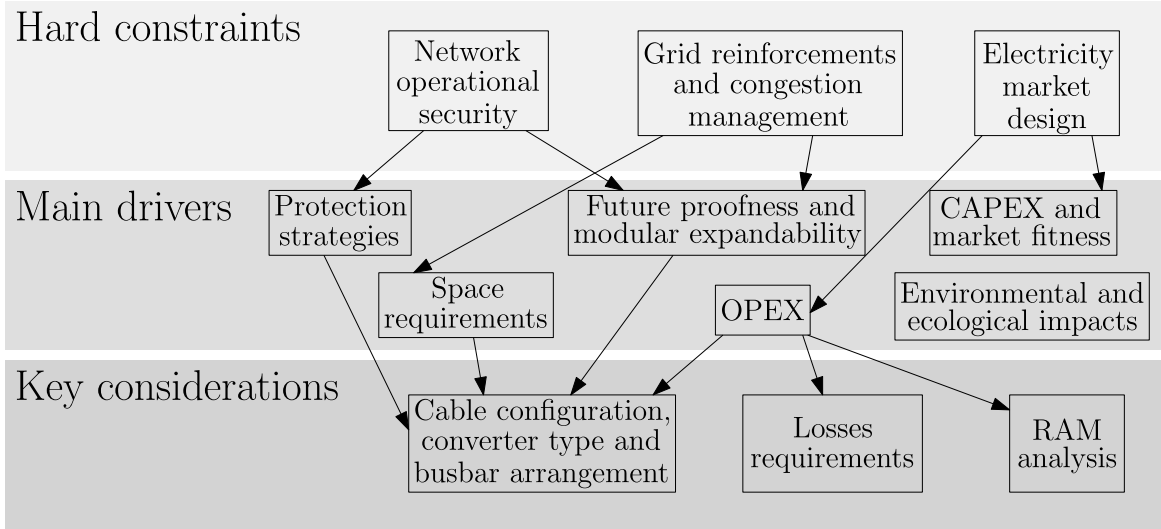 Hard constraints
Network
operational
security
Grid reinforcements
and congestion
management
Electricity
market
design
Main drivers
Protection
strategies
Future proofness and
modular expandability
CAPEX and
market fitness
Space
requirements
OPEX
Environmental and
ecological impacts
Key considerations
Cable configuration,
converter type and
busbar arrangement
Losses
requirements
RAM
analysis